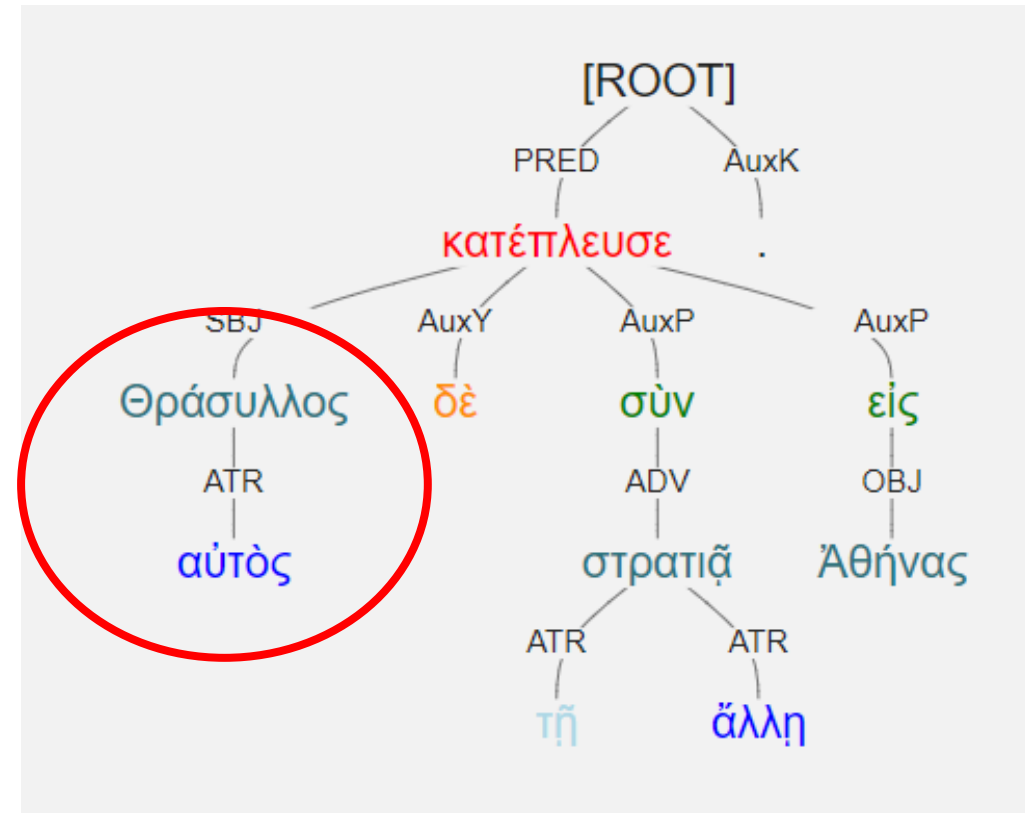 [ROOT]
PRED AuxK
κατέπλευσε .
SBJ AuxY AuxP AuxP
Θράσυλλος δὲ σὺν εἰς
ATR ADV OBJ
αὐτὸς στρατιᾷ Ἀθήνας
ATR ATR
τῇ ἄλλῃ